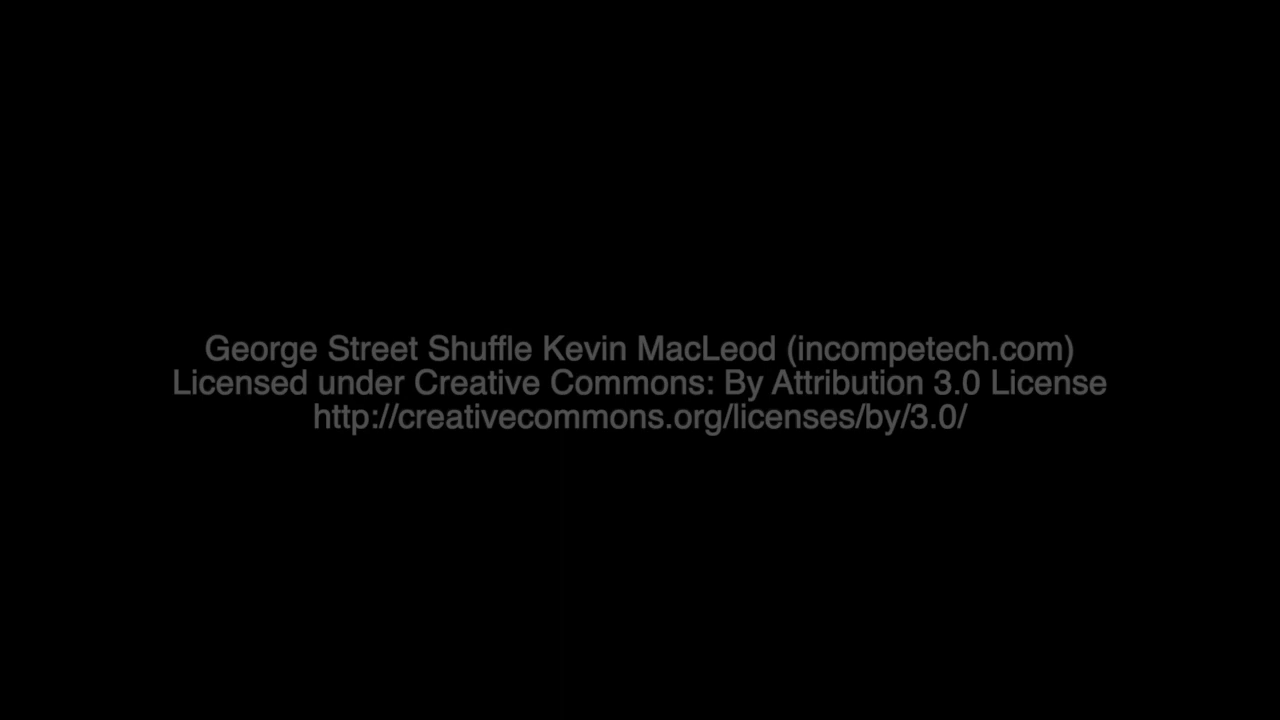 George Street Shuffle Kevin MacLeod (incompetech.com)
Licensed under Creative Commons: By Attribution 3.0 License
http://creativecommons.org/licenses/by/3.0/